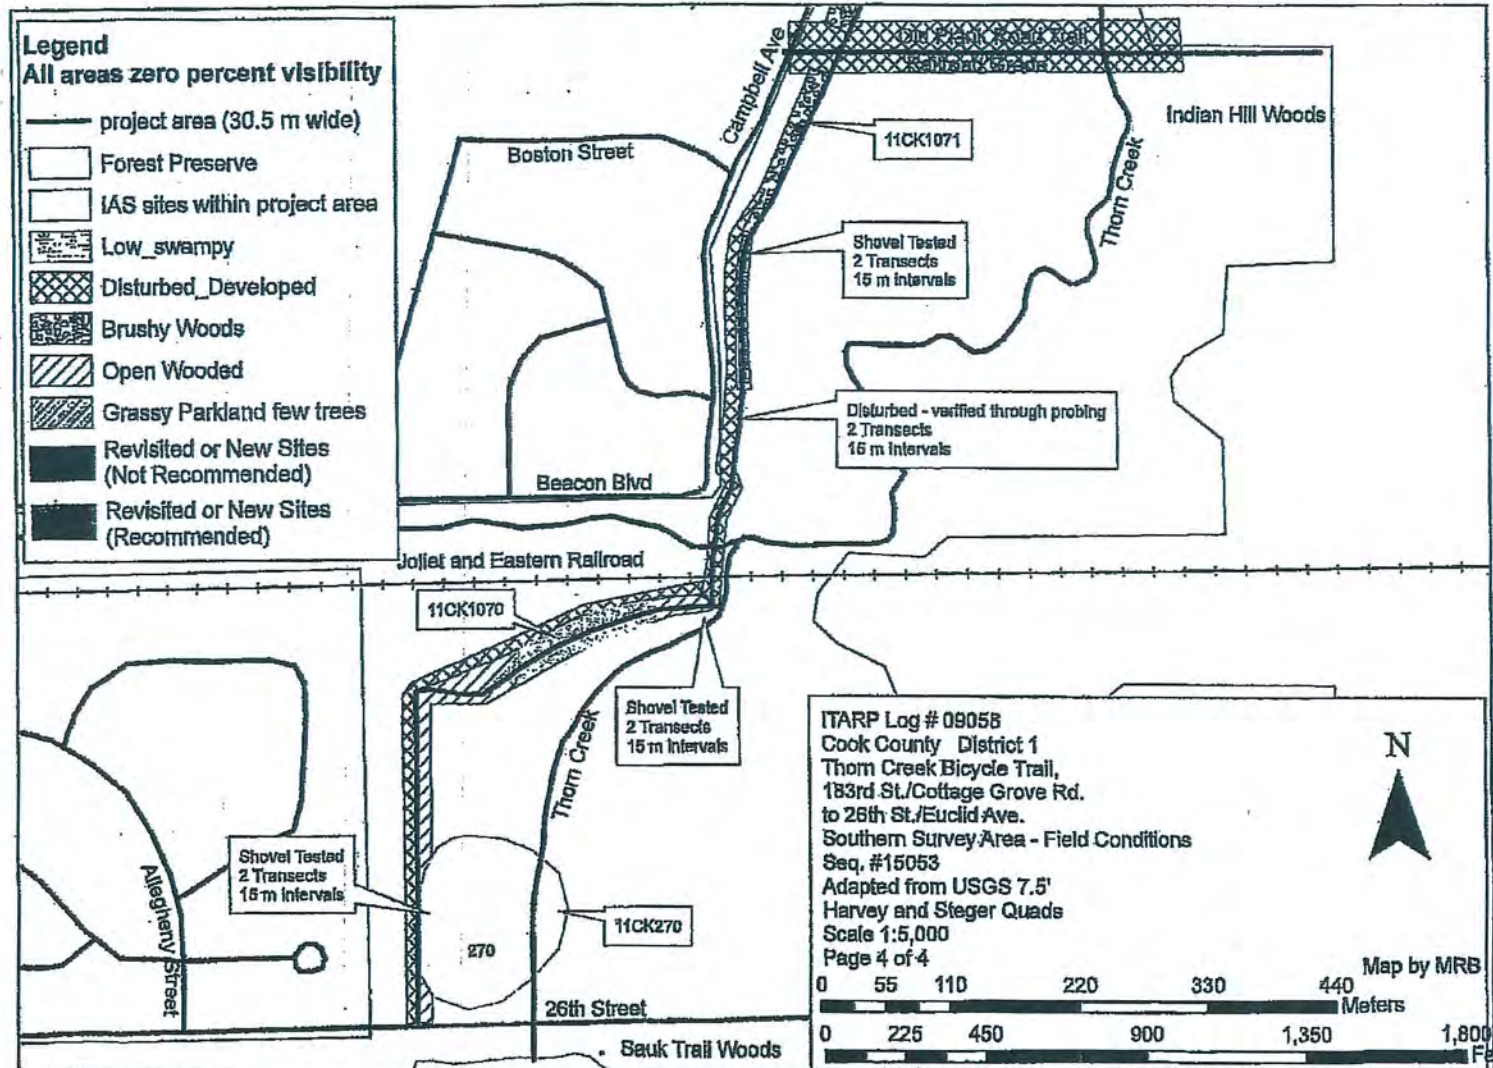 Legend
All areas zero percent visibility
project area (30.5 m wide)
Forest Preserve
IAS sites within project area
Low_swampy
Disturbed_Developed
Brushy Woods
Open Wooded
Grassy Parkland few trees
Revisited or New Sites
(Not Recommended)
Revisited or New Sites
(Recommended)
Campbell Ave
Old Plank Road Trail
Indian Hill Woods
11CK1071
Boston Street
Thorn Creek
Shovel Tested
2 Transects
15 m Intervals
Disturbed - verified through probing
2 Transects
15 m Intervals
Beacon Blvd
Joliet and Eastern Railroad
11CK1070
Shovel Tested
2 Transects
15 m Intervals
Thorn Creek
Shovel Tested
2 Transects
15 m Intervals
Allegheny Street
11CK270
270
26th Street
Sauk Trail Woods
ITARP Log # 09058
Cook County District 1
Thorn Creek Bicycle Trail,
183rd St./Cottage Grove Rd.
to 26th St./Euclid Ave.
Southern Survey Area - Field Conditions
Seq. #15053
Adapted from USGS 7.5'
Harvey and Steger Quads
Scale 1:5,000
Page 4 of 4
N
Map by MRB
0 55 110 220 330 440
Meters
0 225 450 900 1,350 1,800
Fe